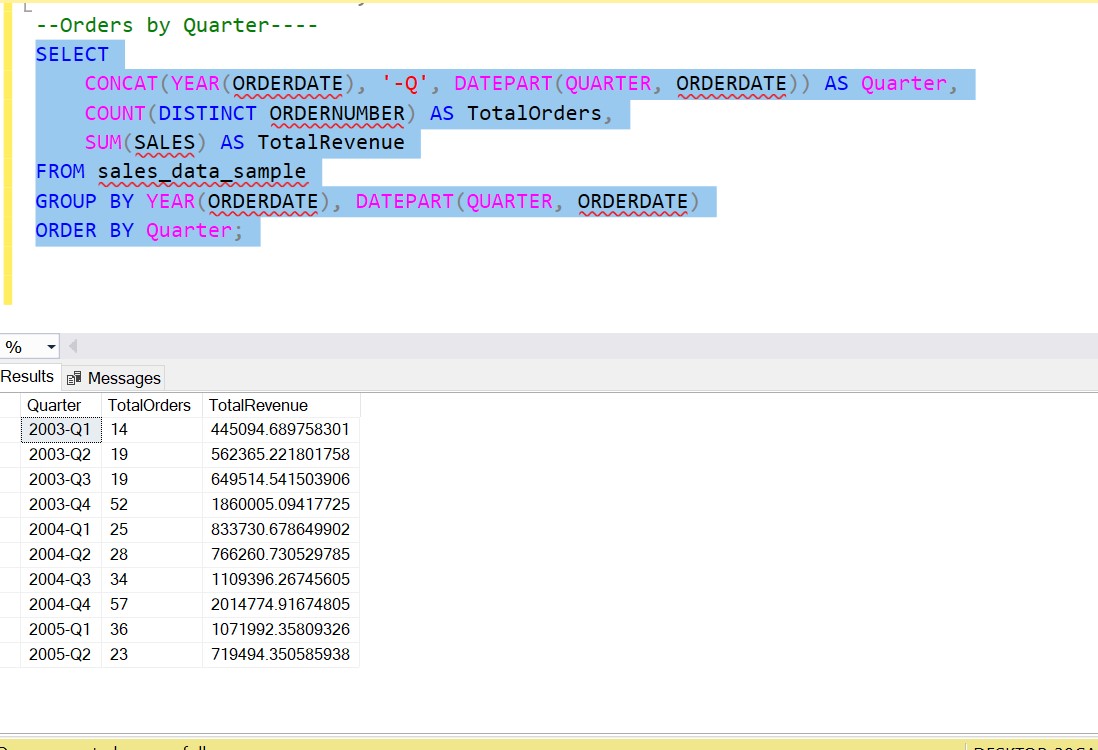 --Orders by Quarter----
SELECT
CONCAT(YEAR(ORDERDATE), '-Q', DATEPART(QUARTER, ORDERDATE)) AS Quarter,
COUNT(DISTINCT ORDERNUMBER) AS TotalOrders,
SUM(SALES) AS TotalRevenue
FROM sales_data_sample
GROUP BY YEAR(ORDERDATE), DATEPART(QUARTER, ORDERDATE)
ORDER BY Quarter;
%
Results Messages
Quarter TotalOrders TotalRevenue
2003-Q1 14 445094.689758301
2003-Q2 19 562365.221801758
2003-Q3 19 649514.541503906
2003-Q4 52 1860005.09417725
2004-Q1 25 833730.678649902
2004-Q2 28 766260.730529785
2004-Q3 34 1109396.26745605
2004-Q4 57 2014774.91674805
2005-Q1 36 1071992.35809326
2005-Q2 23 719494.350585938